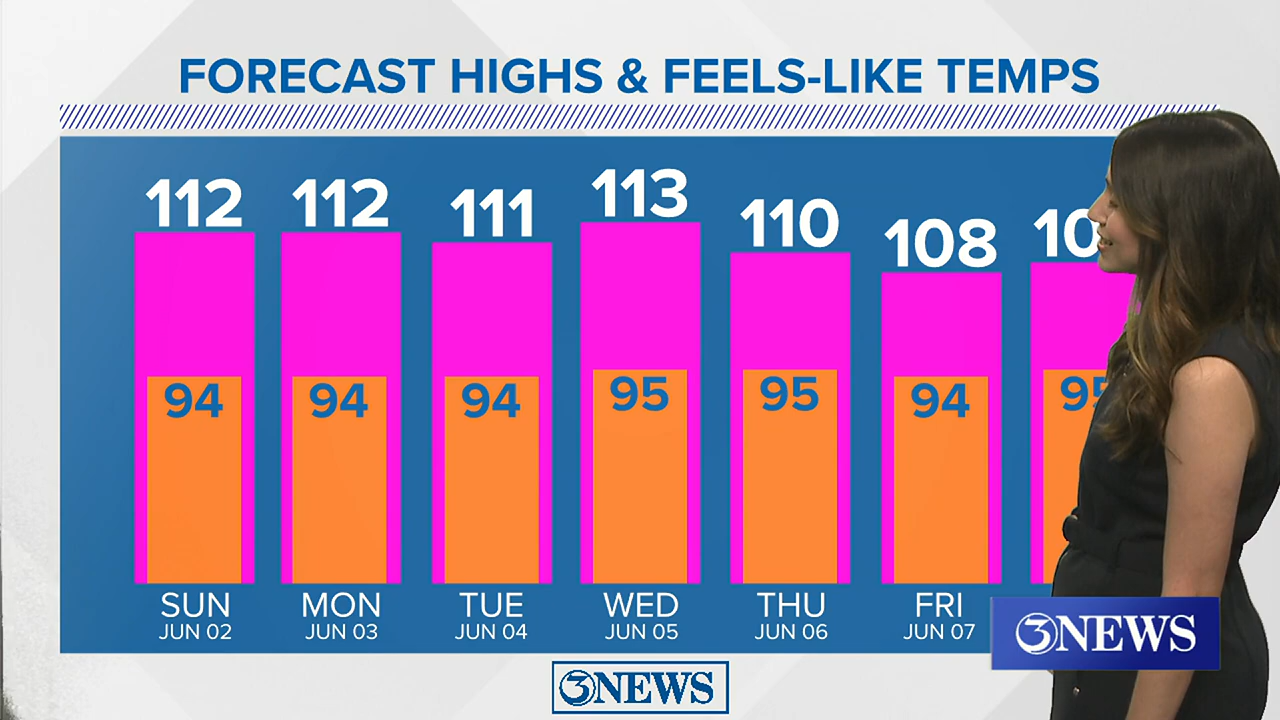 FORECAST HIGHS & FEELS-LIKE TEMPS
112 112 111 113 110 108
94 94 94 95 95 94
SUN MON TUE WED THU FRI
JUN 02 JUN 03 JUN 04 JUN 05 JUN 06 JUN 07
3NEWS
3NEWS